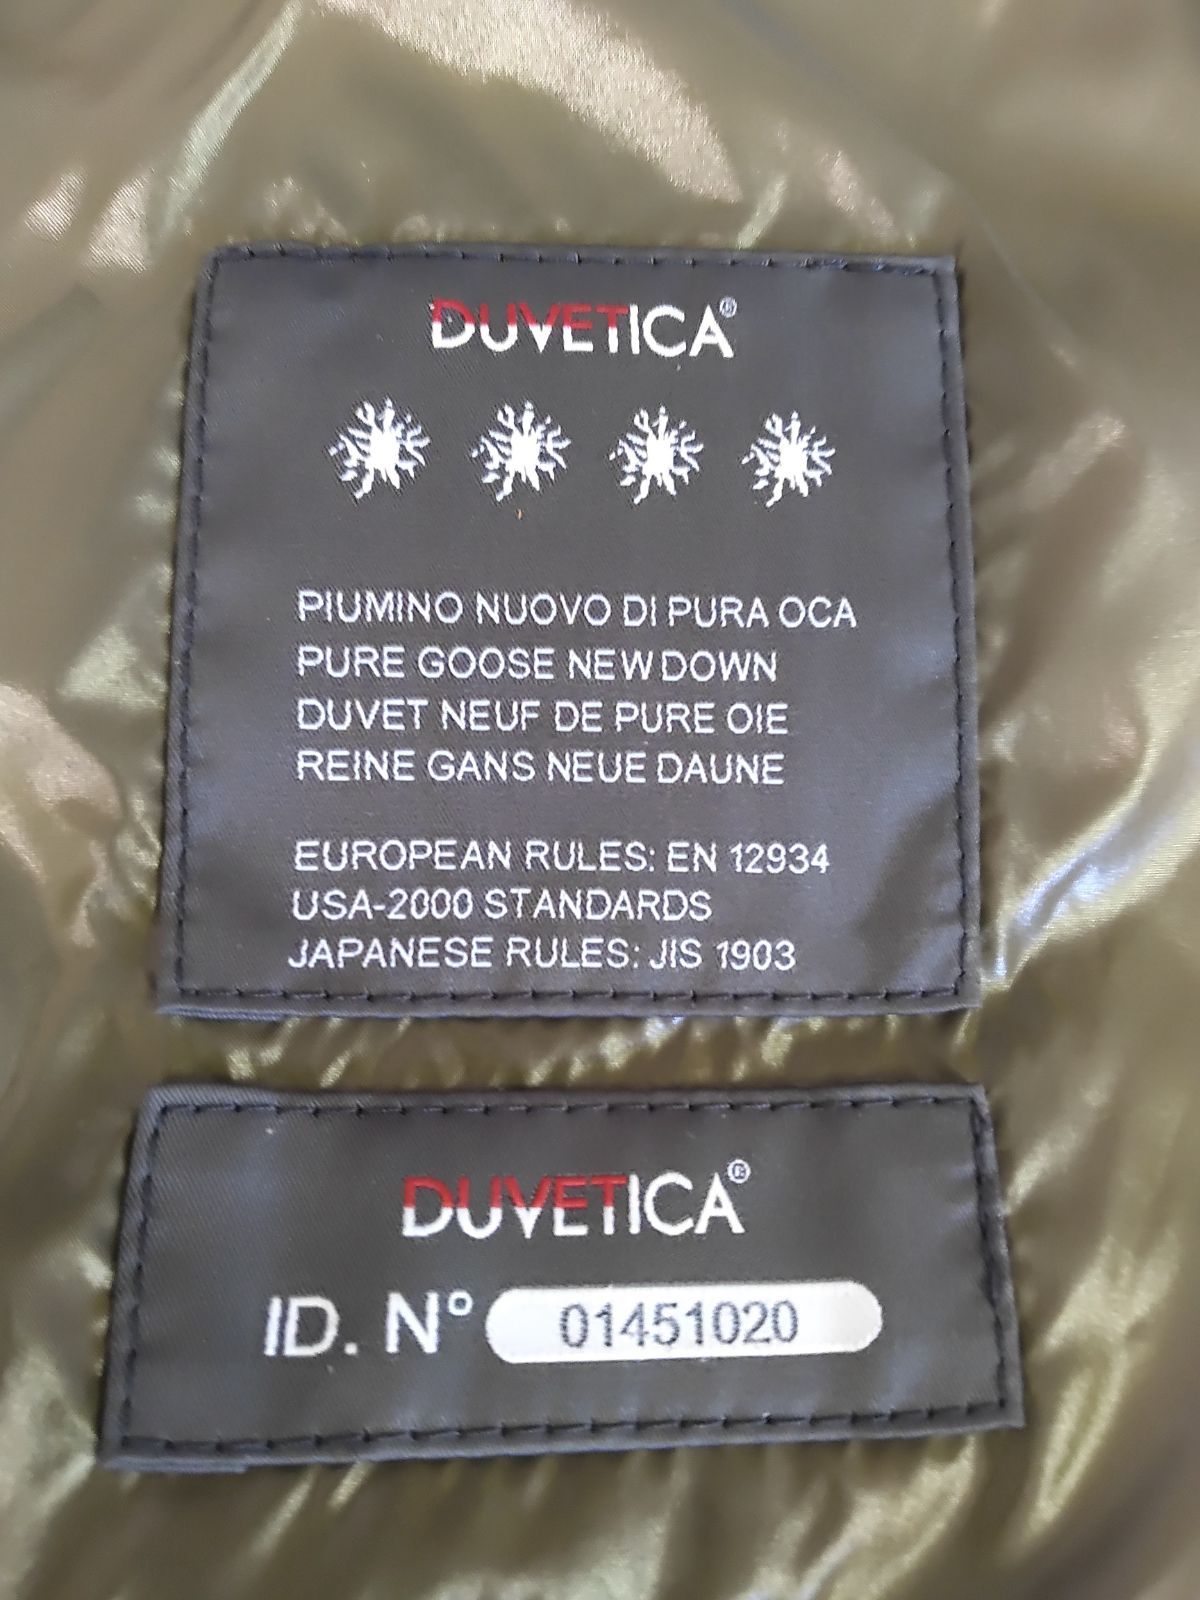 DUVETICA®
PIUMINO NUOVO DI PURA OCA
PURE GOOSE NEW DOWN
DUVET NEUF DE PURE OIE
REINE GANS NEUE DAUNE
EUROPEAN RULES: EN 12934
USA-2000 STANDARDS
JAPANESE RULES: JIS 1903
DUVETICA®
ID. N° 01451020